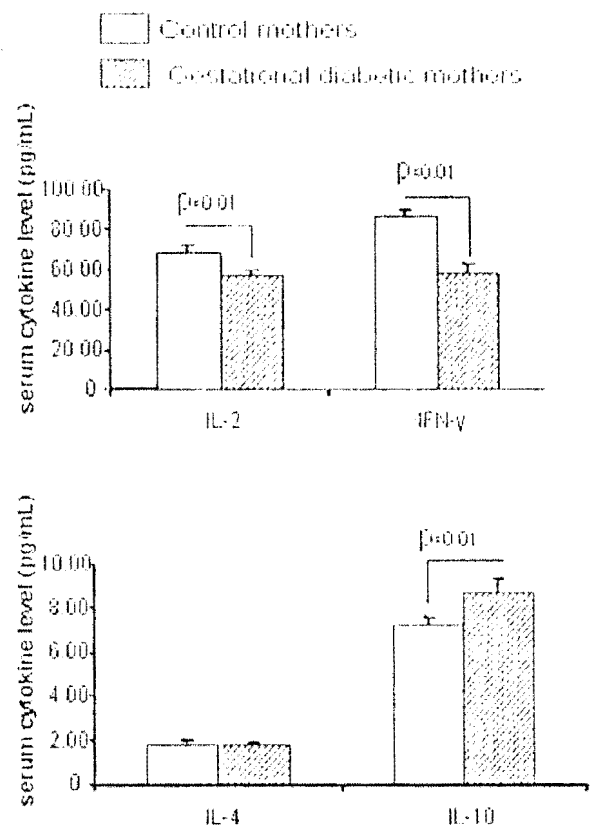 Control mothers
Gestational diabetic mothers
serum cytokine level (pg/mL)
100.00
80.00
60.00
40.00
20.00
0
p<0.01
p<0.01
IL-2
IFN-γ
serum cytokine level (pg/mL)
10.00
8.00
6.00
4.00
2.00
0
p<0.01
IL-4
IL-10